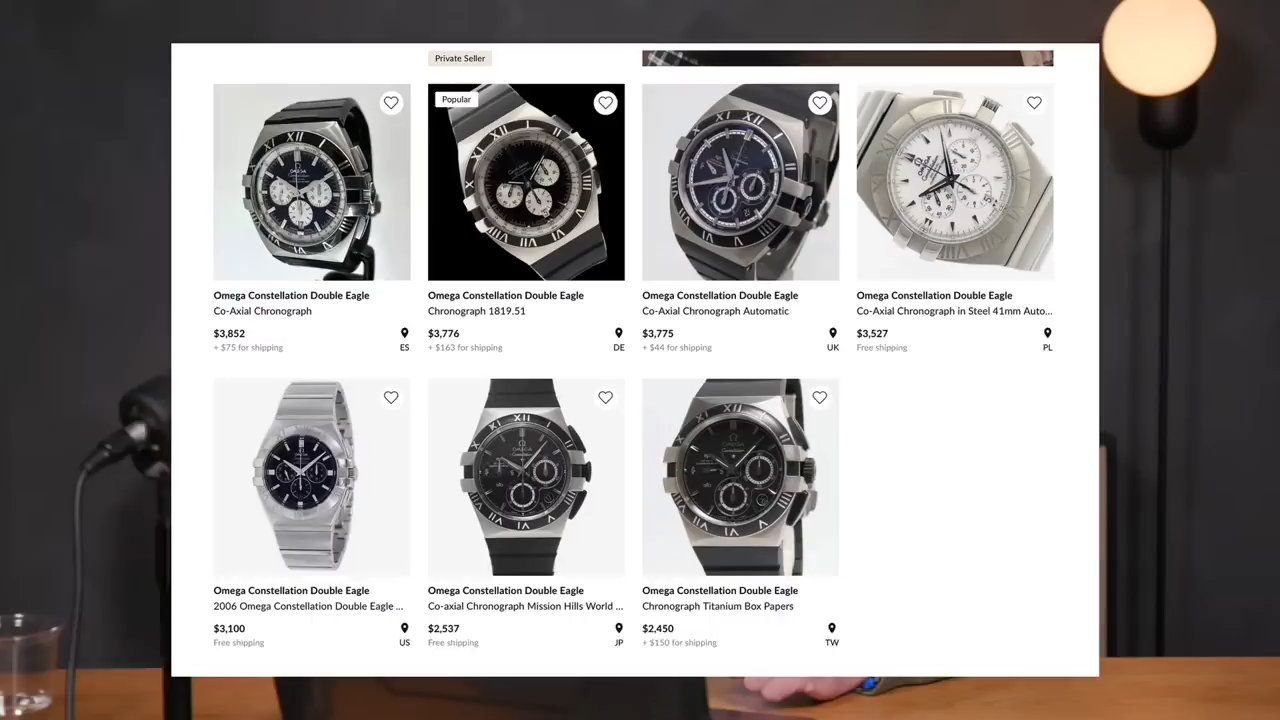 Private Seller
Popular
Omega Constellation Double Eagle
Co-Axial Chronograph
$3,852
+ $75 for shipping
ES
Omega Constellation Double Eagle
Chronograph 1819.51
$3,776
+ $163 for shipping
DE
Omega Constellation Double Eagle
Co-Axial Chronograph Automatic
$3,775
+ $44 for shipping
UK
Omega Constellation Double Eagle
Co-Axial Chronograph in Steel 41mm Auto...
$3,527
Free shipping
PL
Omega Constellation Double Eagle
2006 Omega Constellation Double Eagle ...
$3,100
Free shipping
US
Omega Constellation Double Eagle
Co-axial Chronograph Mission Hills World ...
$2,537
Free shipping
JP
Omega Constellation Double Eagle
Chronograph Titanium Box Papers
$2,450
+ $150 for shipping
TW